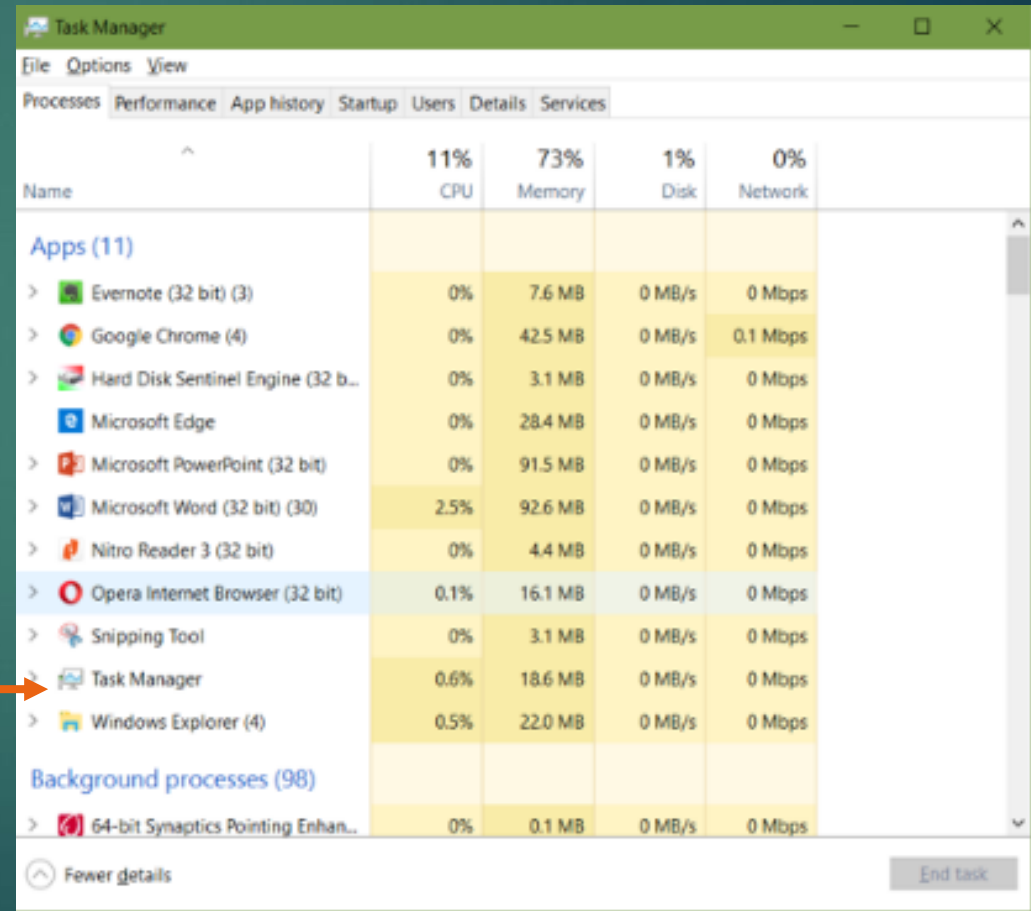 Task Manager
File Options View
Processes Performance App history Startup Users Details Services
11% 73% 1% 0%
Name CPU Memory Disk Network
Apps (11)
Evernote (32 bit) (3) 0% 7.6 MB 0 MB/s 0 Mbps
Google Chrome (4) 0% 42.5 MB 0 MB/s 0.1 Mbps
Hard Disk Sentinel Engine (32 b... 0% 3.1 MB 0 MB/s 0 Mbps
Microsoft Edge 0% 28.4 MB 0 MB/s 0 Mbps
Microsoft PowerPoint (32 bit) 0% 91.5 MB 0 MB/s 0 Mbps
Microsoft Word (32 bit) (30) 2.5% 92.6 MB 0 MB/s 0 Mbps
Nitro Reader 3 (32 bit) 0% 4.4 MB 0 MB/s 0 Mbps
Opera Internet Browser (32 bit) 0.1% 16.1 MB 0 MB/s 0 Mbps
Snipping Tool 0% 3.1 MB 0 MB/s 0 Mbps
Task Manager 0.6% 18.6 MB 0 MB/s 0 Mbps
Windows Explorer (4) 0.5% 22.0 MB 0 MB/s 0 Mbps
Background processes (98)
64-bit Synaptics Pointing Enhan... 0% 0.1 MB 0 MB/s 0 Mbps
Fewer details End task